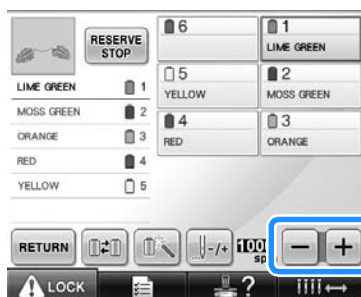 RESERVE
STOP
LIME GREEN 1
MOSS GREEN 2
ORANGE 3
RED 4
YELLOW 5
6
1
LIME GREEN
5
YELLOW
2
MOSS GREEN
4
RED
3
ORANGE
RETURN
-/+
- +
LOCK
?